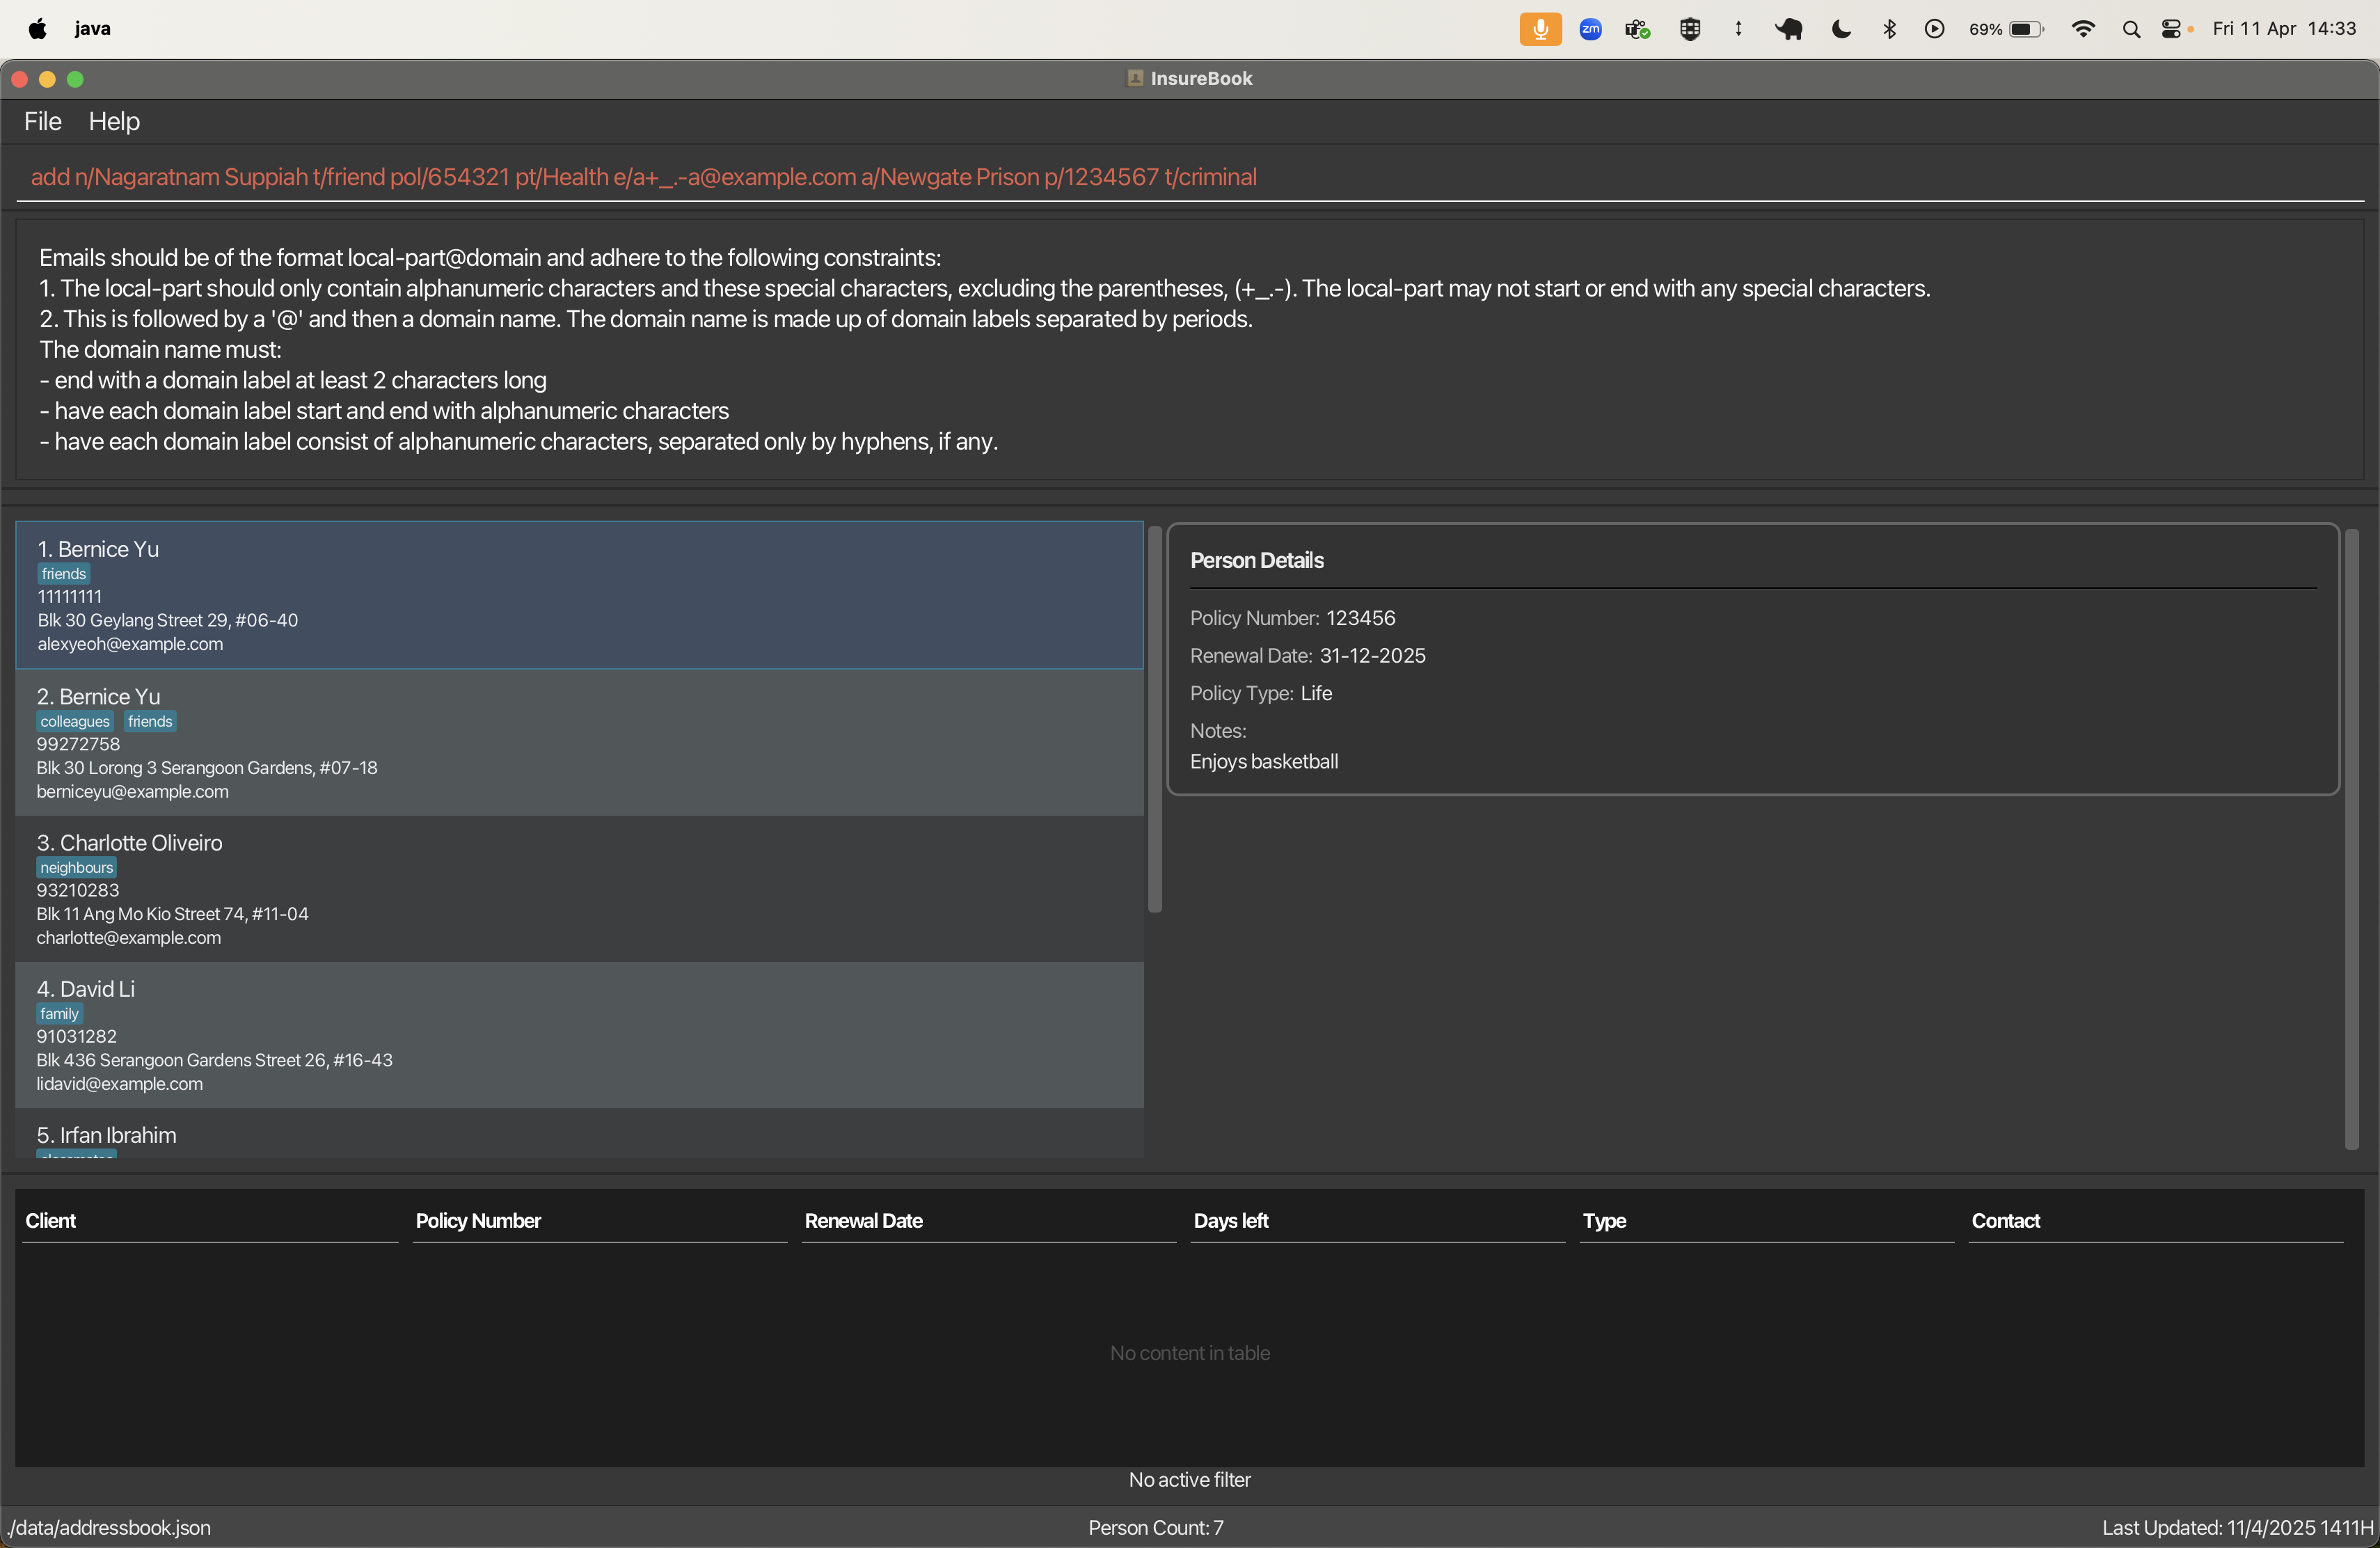 java
zm
69%
Fri 11 Apr 14:33
InsureBook
File Help
add n/Nagaratnam Suppiah t/friend pol/654321 pt/Health e/a+_.-a@example.com a/Newgate Prison p/1234567 t/criminal
Emails should be of the format local-part@domain and adhere to the following constraints:
1. The local-part should only contain alphanumeric characters and these special characters, excluding the parentheses, (+_.-). The local-part may not start or end with any special characters.
2. This is followed by a '@' and then a domain name. The domain name is made up of domain labels separated by periods.
The domain name must:
- end with a domain label at least 2 characters long
- have each domain label start and end with alphanumeric characters
- have each domain label consist of alphanumeric characters, separated only by hyphens, if any.
1. Bernice Yu
friends
11111111
Blk 30 Geylang Street 29, #06-40
alexyeoh@example.com
2. Bernice Yu
colleagues friends
99272758
Blk 30 Lorong 3 Serangoon Gardens, #07-18
berniceyu@example.com
3. Charlotte Oliveiro
neighbours
93210283
Blk 11 Ang Mo Kio Street 74, #11-04
charlotte@example.com
4. David Li
family
91031282
Blk 436 Serangoon Gardens Street 26, #16-43
lidavid@example.com
5. Irfan Ibrahim
Person Details
Policy Number: 123456
Renewal Date: 31-12-2025
Policy Type: Life
Notes:
Enjoys basketball
Client Policy Number Renewal Date Days left Type Contact
No content in table
No active filter
./data/addressbook.json Person Count: 7 Last Updated: 11/4/2025 1411H